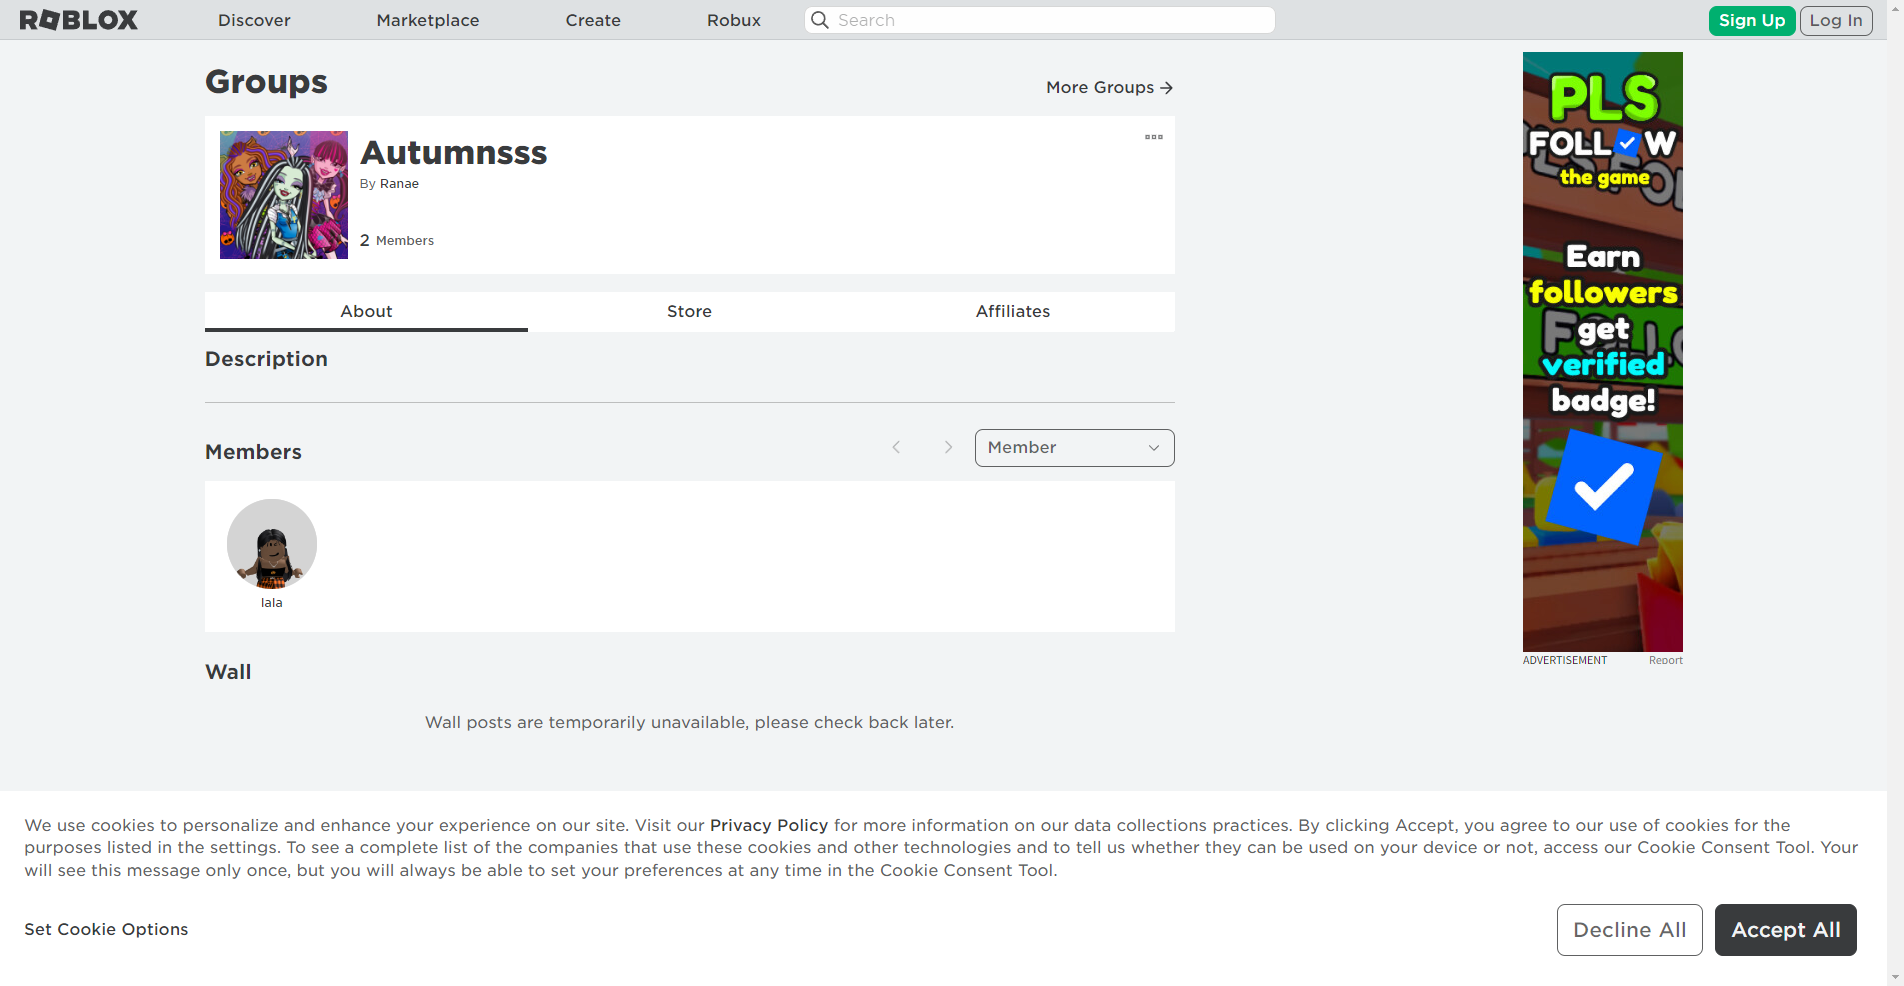 ROBLOX
Discover
Marketplace
Create
Robux
Search
Sign Up
Log In
Groups
More Groups
Autumnsss
By Ranae
2 Members
About
Store
Affiliates
Description
Members
Member
lala
Wall
Wall posts are temporarily unavailable, please check back later.
PLS
FOLLOW
the game
Earn
followers
get
verified
badge!
ADVERTISEMENT
Report
We use cookies to personalize and enhance your experience on our site. Visit our Privacy Policy for more information on our data collections practices. By clicking Accept, you agree to our use of cookies for the
purposes listed in the settings. To see a complete list of the companies that use these cookies and other technologies and to tell us whether they can be used on your device or not, access our Cookie Consent Tool. Your
will see this message only once, but you will always be able to set your preferences at any time in the Cookie Consent Tool.
Set Cookie Options
Decline All
Accept All